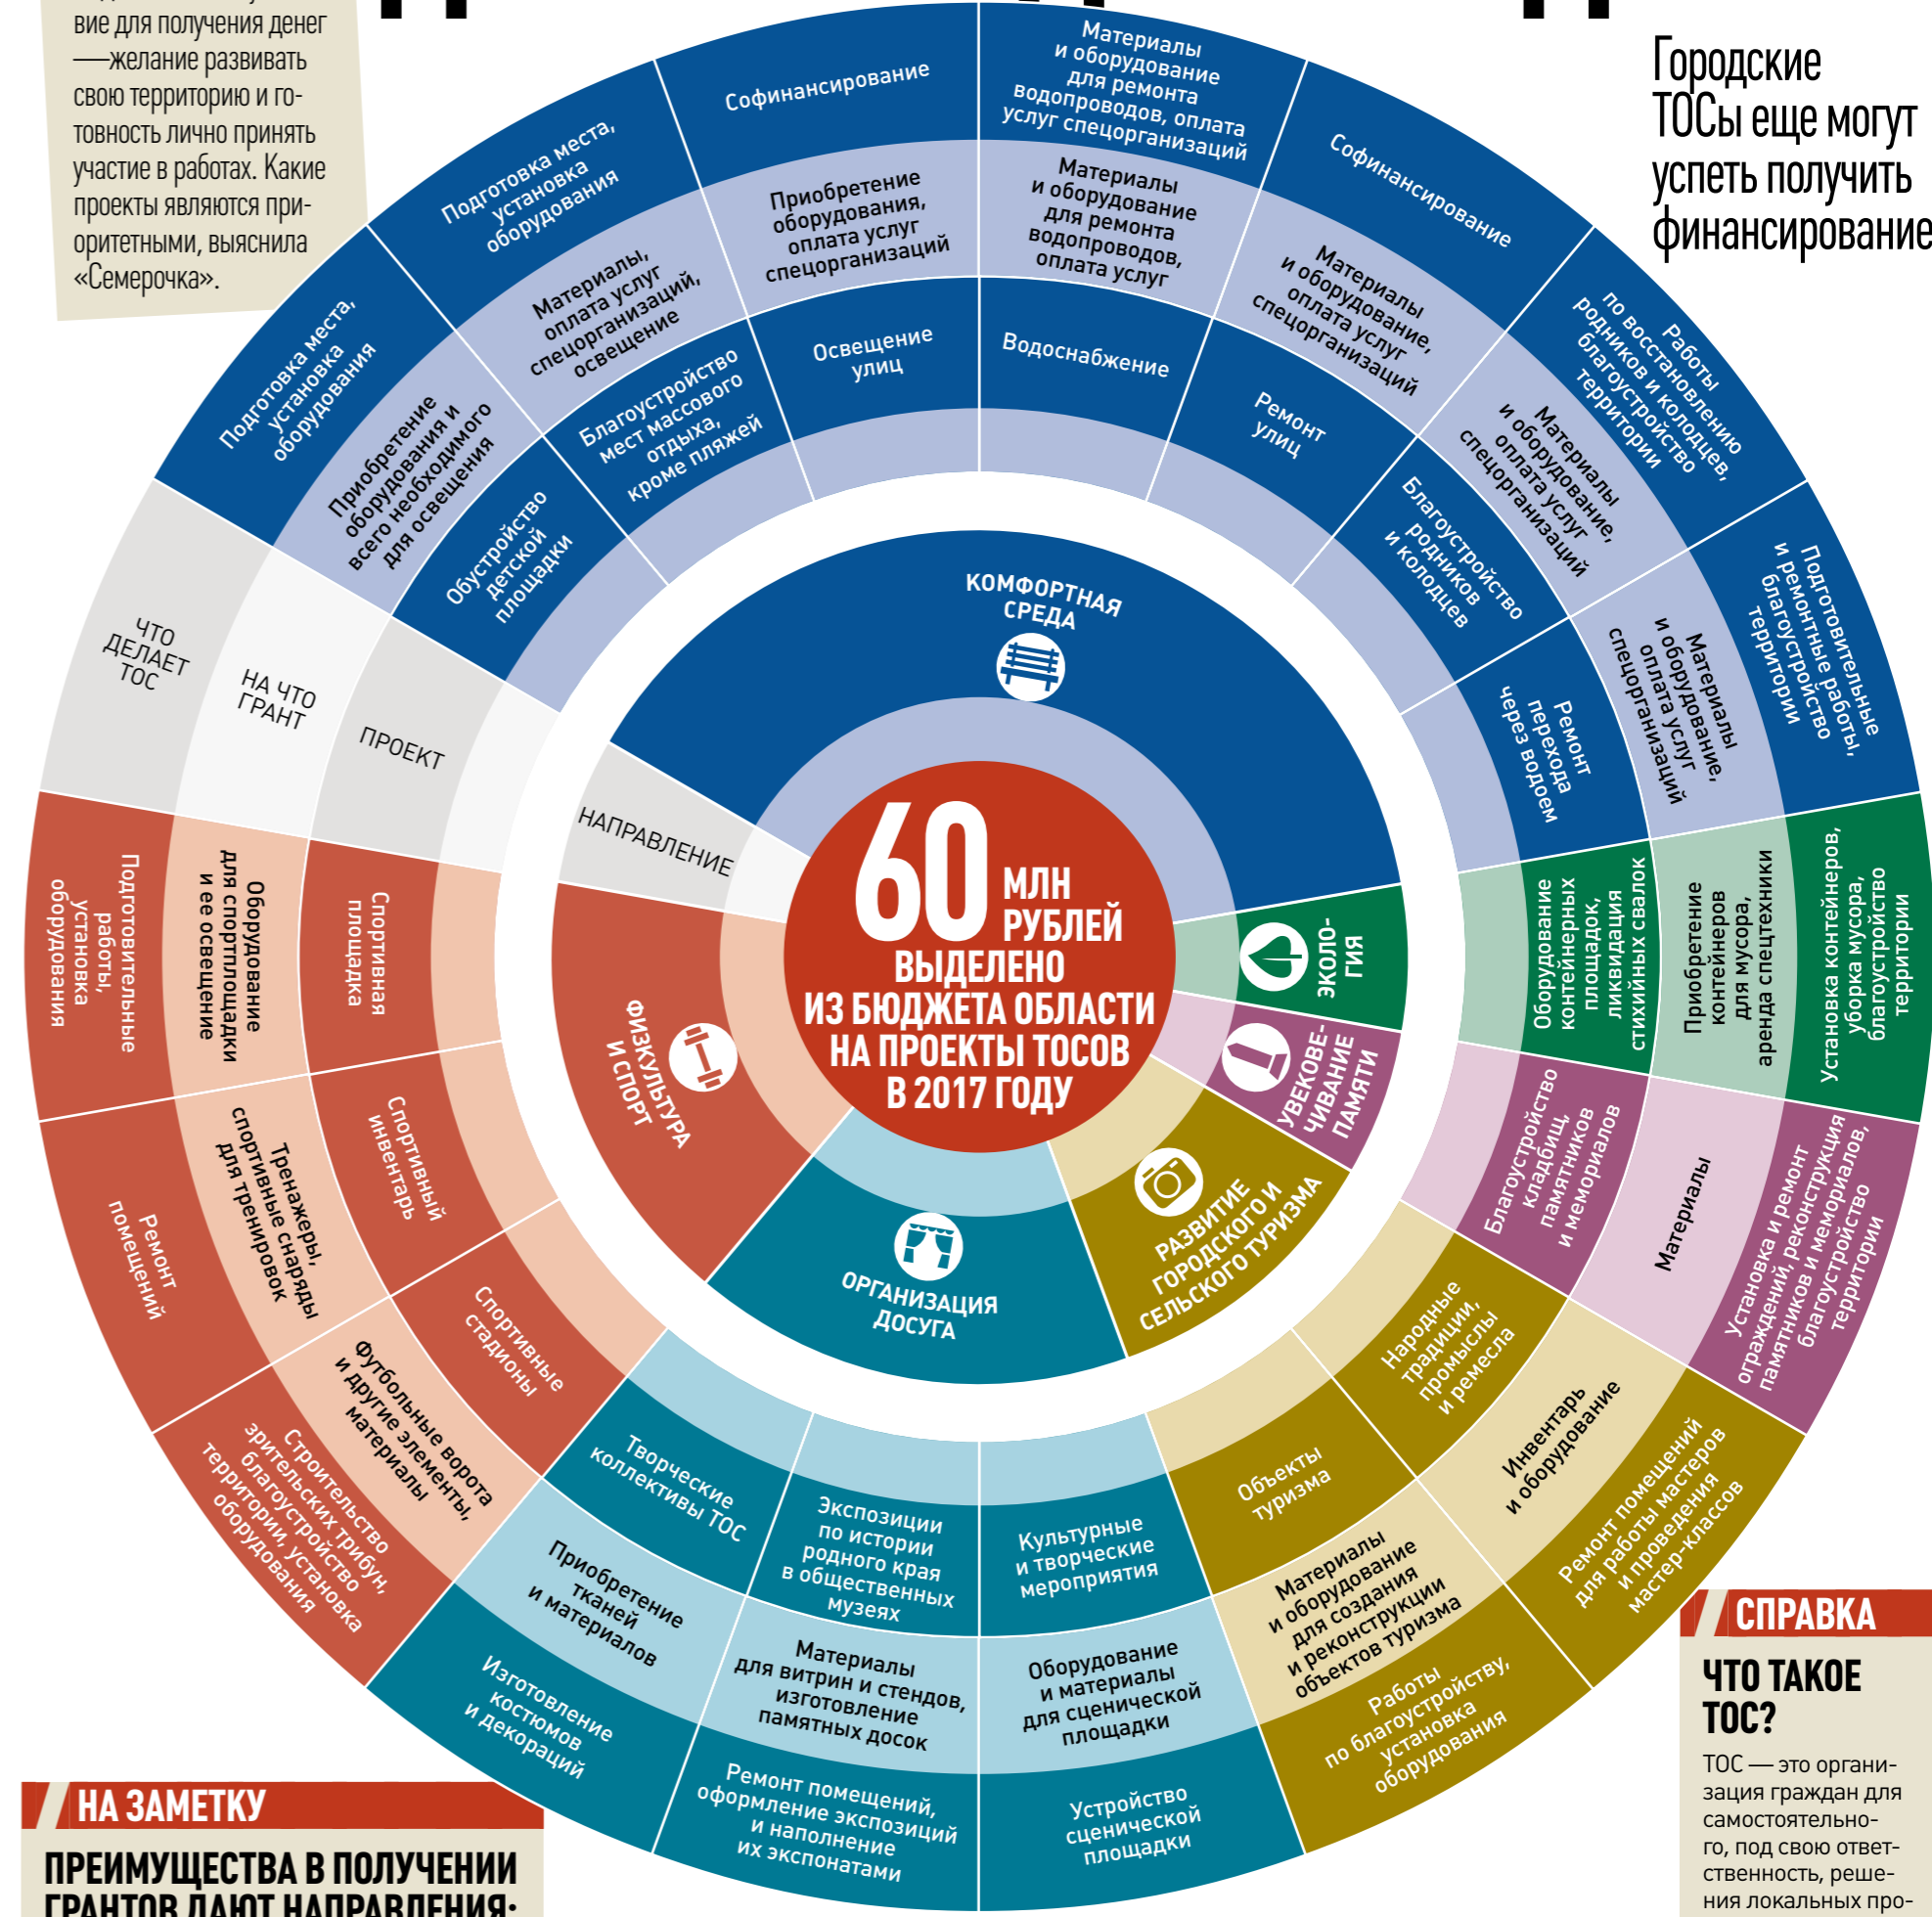 вие для получения денег
—желание развивать
свою территорию и го-
товность лично принять
участие в работах. Какие
проекты являются при-
оритетными, выяснила
«Семерочка».
Городские
ТОСы еще могут
успеть получить
финансирование
ЧТО
ДЕЛАЕТ
ТОС
НА ЧТО
ГРАНТ
ПРОЕКТ
НАПРАВЛЕНИЕ
60 МЛН
РУБЛЕЙ
ВЫДЕЛЕНО
ИЗ БЮДЖЕТА ОБЛАСТИ
НА ПРОЕКТЫ ТОСОВ
В 2017 ГОДУ
КОМФОРТНАЯ
СРЕДА
Подготовка места,
установка
оборудования
Приобретение
оборудования и
всего необходимого
для освещения
Обустройство
детской
площадки
Подготовка места,
установка
оборудования
Материалы,
оплата услуг
спецорганизаций,
освещение
Благоустройство
мест массового
отдыха,
кроме пляжей
Софинансирование
Приобретение
оборудования,
оплата услуг
спецорганизаций
Освещение
улиц
Материалы
и оборудование
для ремонта
водопроводов, оплата
услуг спецорганизаций
Материалы
и оборудование
для ремонта
водопроводов,
оплата услуг
Водоснабжение
Софинансирование
Материалы
и оборудование,
оплата услуг
спецорганизаций
Ремонт
улиц
Работы
по восстановлению
родников и колодцев,
благоустройство
территории
Материалы
и оборудование,
оплата услуг
спецорганизаций
Благоустройство
родников
и колодцев
Подготовительные
и ремонтные работы,
благоустройство
территории
Материалы
и оборудование,
оплата услуг
спецорганизаций
Ремонт
перехода
через водоем
ЭКОЛО-
ГИЯ
Оборудование
контейнерных
площадок,
ликвидация
стихийных свалок
Приобретение
контейнеров
для мусора,
аренда спецтехники
Установка контейнеров,
уборка мусора,
благоустройство
территории
УВЕКОВЕ-
ЧИВАНИЕ
ПАМЯТИ
Благоустройство
кладбищ,
памятников
и мемориалов
Материалы
Установка и ремонт
ограждений, реконструкция
памятников и мемориалов,
благоустройство
территории
РАЗВИТИЕ
ГОРОДСКОГО И
СЕЛЬСКОГО ТУРИЗМА
Народные
традиции,
промыслы
и ремесла
Инвентарь
и оборудование
Ремонт помещений
для работы мастеров
и проведения
мастер-классов
Объекты
туризма
Материалы
и оборудование
для создания
и реконструкции
объектов туризма
Работы
по благоустройству,
установка
оборудования
ОРГАНИЗАЦИЯ
ДОСУГА
Культурные
и творческие
мероприятия
Оборудование
и материалы
для сценической
площадки
Устройство
сценической
площадки
Экспозиции
по истории
родного края
в общественных
музеях
Материалы
для витрин и стендов,
изготовление
памятных досок
Ремонт помещений,
оформление экспозиций
и наполнение
их экспонатами
Творческие
коллективы ТОС
Приобретение
тканей
и материалов
Изготовление
костюмов
и декораций
ФИЗКУЛЬТУРА
И СПОРТ
Спортивные
стадионы
Футбольные ворота
и другие элементы,
материалы
Строительство
зрительских трибун,
благоустройство
территории, установка
оборудования
Спортивный
инвентарь
Тренажеры,
спортивные снаряды
для тренировок
Ремонт
помещений
Спортивная
площадка
Оборудование
для спортплощадки
и ее освещение
Подготовительные
работы,
установка
оборудования
НА ЗАМЕТКУ
ПРЕИМУЩЕСТВА В ПОЛУЧЕНИИ
ГРАНТОВ ДАЮТ НАПРАВЛЕНИЯ:
СПРАВКА
ЧТО ТАКОЕ
ТОС?
ТОС — это органи-
зация граждан для
самостоятельно-
го, под свою ответ-
ственность, реше-
ния локальных про-